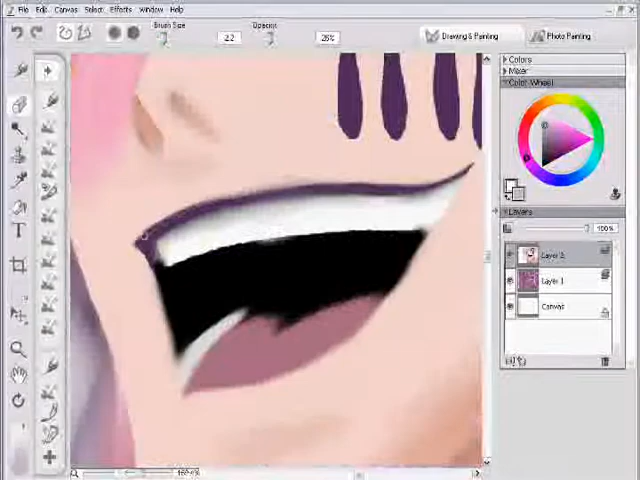 File Edit Canvas Select Effects Window Help
Brush Size
Opacity
2.2
26%
Drawing & Painting
Photo Painting
Colors
Mixer
Color Wheel
Layers
100%
Layer 2
Layer 1
Canvas